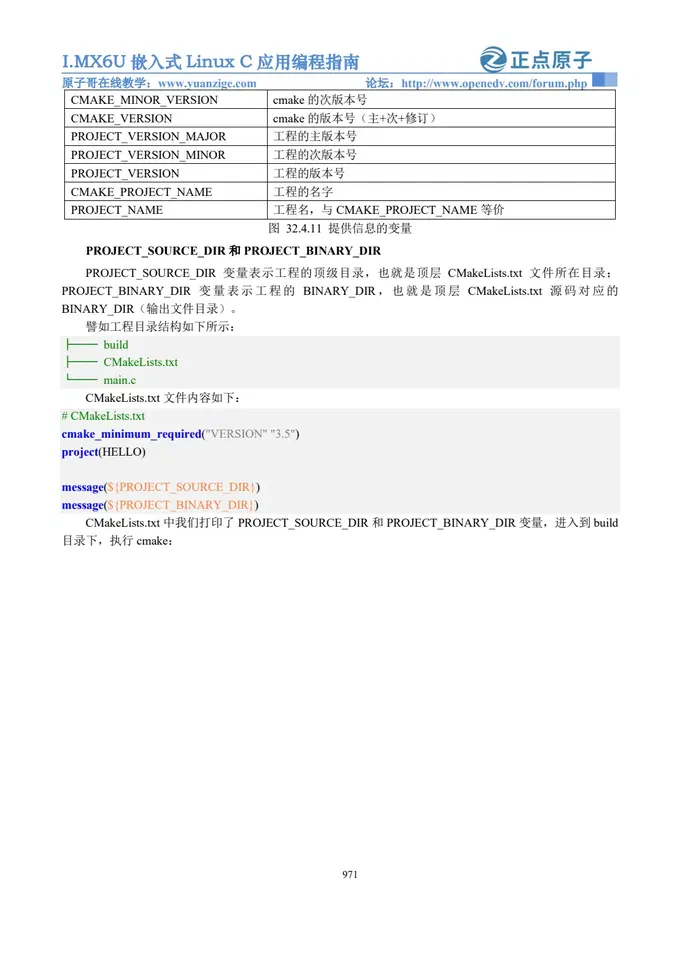 I.MX6U 嵌入式 Linux C 应用编程指南
正点原子
原子哥在线教学：www.yuanzige.com 论坛：http://www.openedv.com/forum.php
CMAKE_MINOR_VERSION cmake 的次版本号
CMAKE_VERSION cmake 的版本号（主+次+修订）
PROJECT_VERSION_MAJOR 工程的主版本号
PROJECT_VERSION_MINOR 工程的次版本号
PROJECT_VERSION 工程的版本号
CMAKE_PROJECT_NAME 工程的名字
PROJECT_NAME 工程名，与 CMAKE_PROJECT_NAME 等价
图 32.4.11 提供信息的变量
PROJECT_SOURCE_DIR 和 PROJECT_BINARY_DIR
PROJECT_SOURCE_DIR 变量表示工程的顶级目录，也就是顶层 CMakeLists.txt 文件所在目录；
PROJECT_BINARY_DIR 变量表示工程的 BINARY_DIR，也就是顶层 CMakeLists.txt 源码对应的
BINARY_DIR（输出文件目录）。
譬如工程目录结构如下所示：
├── build
├── CMakeLists.txt
└── main.c
CMakeLists.txt 文件内容如下：
# CMakeLists.txt
cmake_minimum_required("VERSION" "3.5")
project(HELLO)
message(${PROJECT_SOURCE_DIR})
message(${PROJECT_BINARY_DIR})
CMakeLists.txt 中我们打印了 PROJECT_SOURCE_DIR 和 PROJECT_BINARY_DIR 变量，进入到 build
目录下，执行 cmake：
971